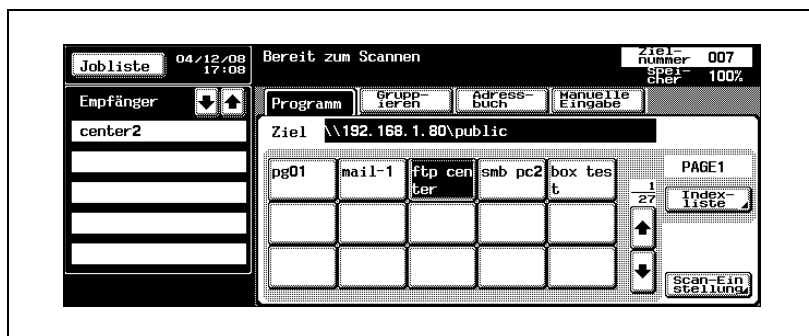 Jobliste
04/12/08
17:08
Bereit zum Scannen
Ziel-
nummer 007
Spei-
cher 100%
Empfänger
center2
Programm
Grupp-
ieren
Adress-
buch
Manuelle
Eingabe
Ziel \\192.168.1.80\public
pg01
mail-1
ftp cen
ter
smb pc2
box tes
t
1
27
PAGE1
Index-
liste
Scan-Ein
stellung